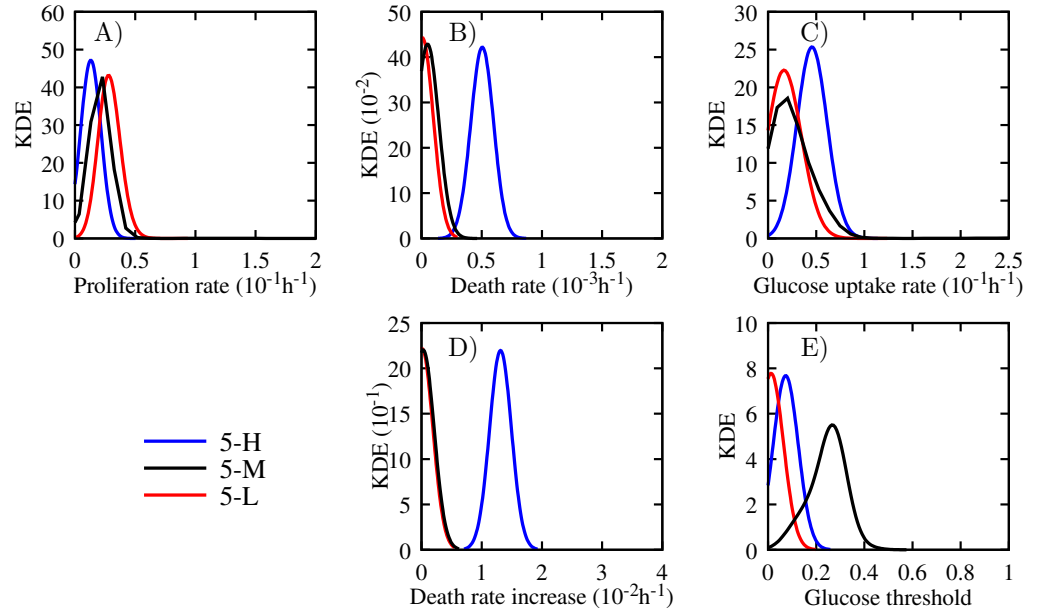 A)
KDE
60
50
40
30
20
10
0
0 0.5 1 1.5 2
Proliferation rate (10⁻¹h⁻¹)
B)
KDE (10⁻²)
50
40
30
20
10
0
0 0.5 1 1.5 2
Death rate (10⁻³h⁻¹)
C)
KDE
30
25
20
15
10
5
0
0 0.5 1 1.5 2 2.5
Glucose uptake rate (10⁻¹h⁻¹)
5-H
5-M
5-L
D)
KDE (10⁻¹)
25
20
15
10
5
0
0 1 2 3 4
Death rate increase (10⁻²h⁻¹)
E)
KDE
10
8
6
4
2
0
0 0.2 0.4 0.6 0.8 1
Glucose threshold